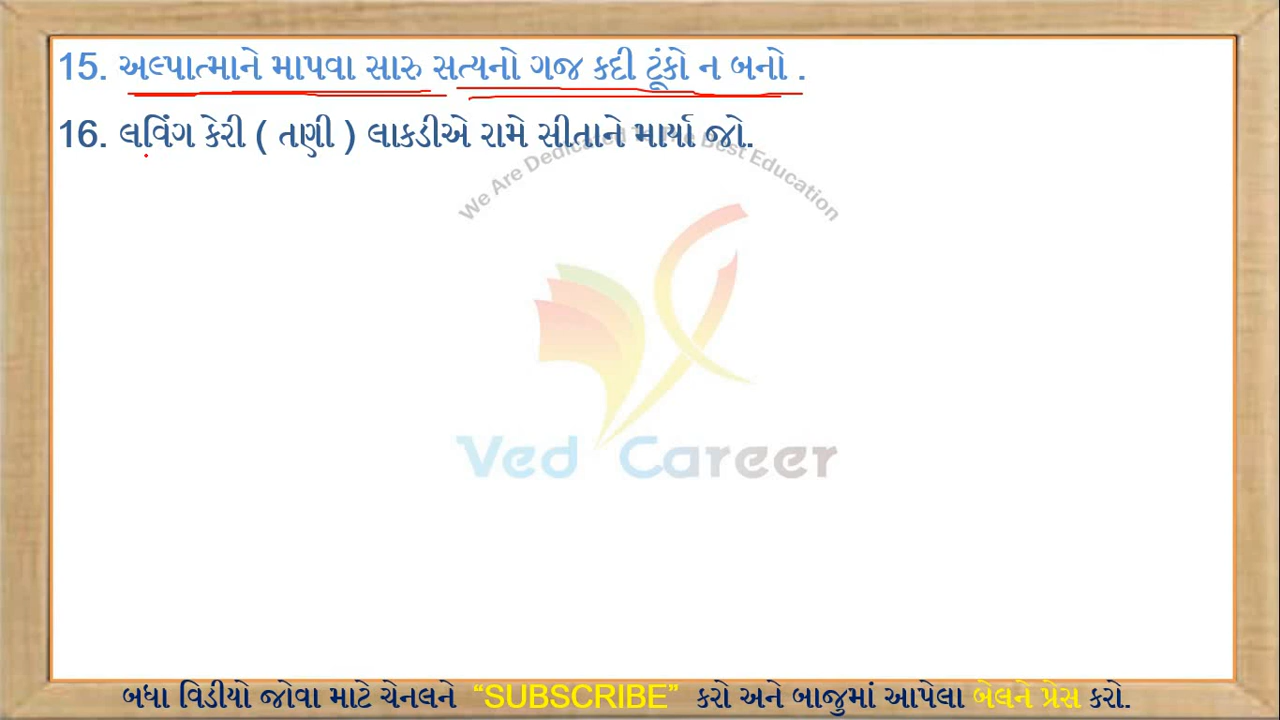 15. અલ્પાત્માને માપવા સારુ સત્યનો ગજ કદી ટૂંકો ન બનો .
16. લવિંગ કેરી ( તણી ) લાકડીએ રામે સીતાને માર્યા જો.
We Are Dedicated To The Best Education
Ved Career
બધા વિડીયો જોવા માટે ચેનલને “SUBSCRIBE” કરો અને બાજુમાં આપેલા બેલને પ્રેસ કરો.